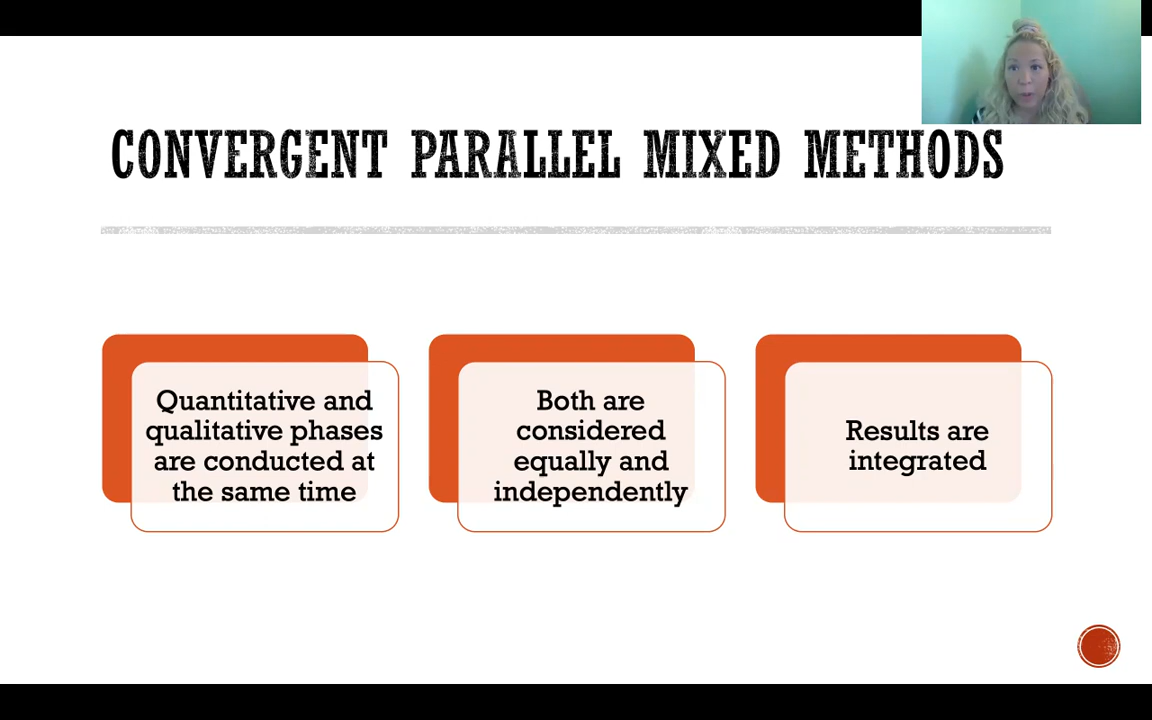 CONVERGENT PARALLEL MIXED METHODS
Quantitative and
qualitative phases
are conducted at
the same time
Both are
considered
equally and
independently
Results are
integrated